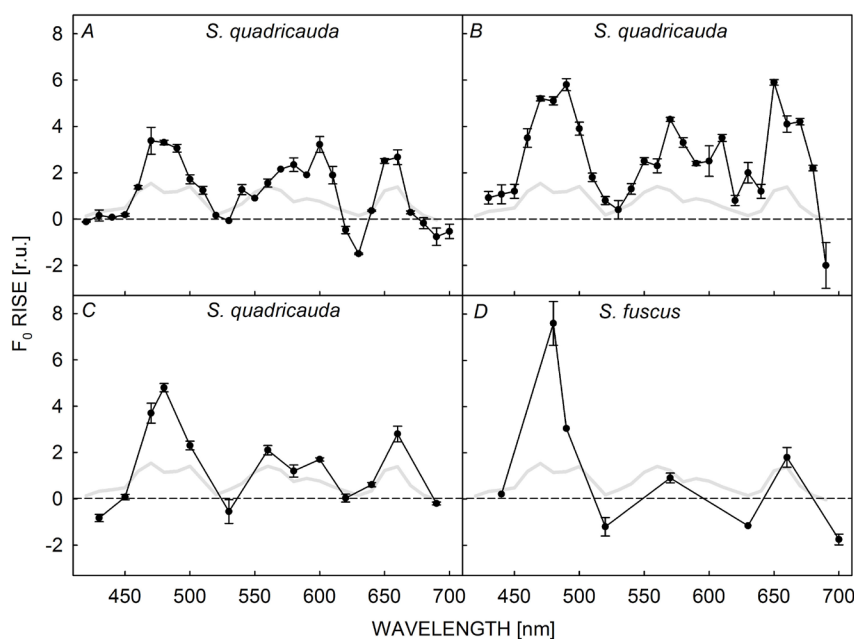 A S. quadricauda
B S. quadricauda
8
6
4
2
0
-2
C S. quadricauda
D S. fuscus
8
6
4
2
0
-2
F0 RISE [r.u.]
450 500 550 600 650 700 450 500 550 600 650 700
WAVELENGTH [nm]